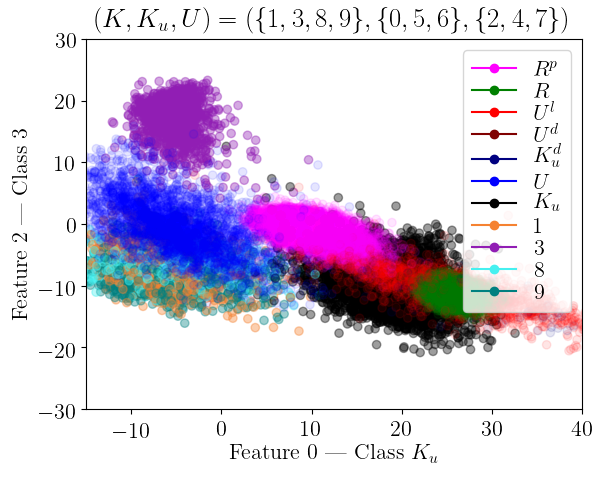 (K, K_u, U) = ({1, 3, 8, 9}, {0, 5, 6}, {2, 4, 7})
30
20
10
0
−10
−20
−30
Feature 2 — Class 3
R^p
R
U^l
U^d
K_u^d
U
K_u
1
3
8
9
−10
0
10
20
30
40
Feature 0 — Class K_u